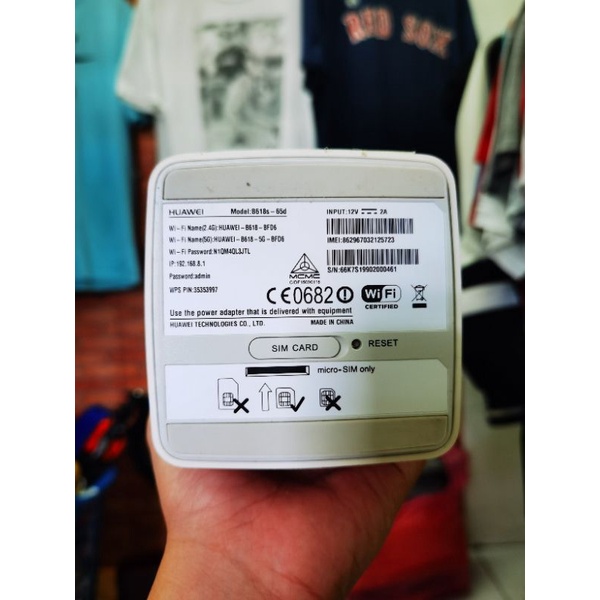 RED SOX
HUAWEI Model:B618s-65d INPUT:12V 2A
Wi-Fi Name(2.4G):HUAWEI-B618-BFD6
Wi-Fi Name(5G):HUAWEI-B618-5G-BFD6
IMEI:862967032125723
Wi-Fi Password:N1QM4QL3JTL
IP:192.168.8.1
S/N:66K7S19902000461
Password:admin
MCMC
WPS PIN:35353997
CE0682 Wi Fi
CERTIFIED
Use the power adapter that is delivered with equipment
HUAWEI TECHNOLOGIES CO., LTD. MADE IN CHINA
SIM CARD RESET
micro-SIM only